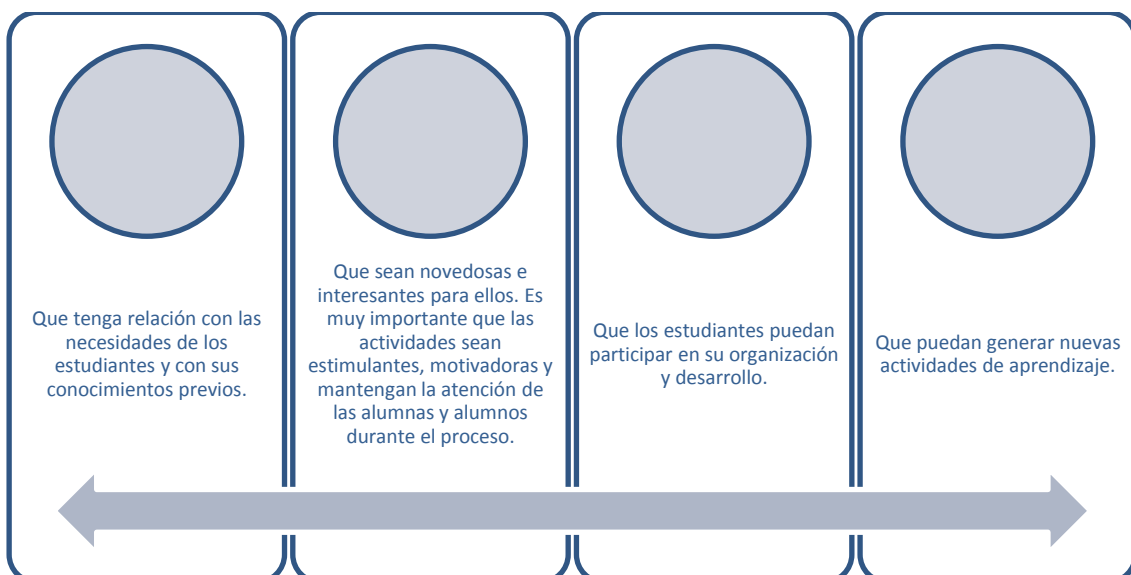 Que tenga relación con las
necesidades de los
estudiantes y con sus
conocimientos previos.
Que sean novedosas e
interesantes para ellos. Es
muy importante que las
actividades sean
estimulantes, motivadoras y
mantengan la atención de
las alumnas y alumnos
durante el proceso.
Que los estudiantes puedan
participar en su organización
y desarrollo.
Que puedan generar nuevas
actividades de aprendizaje.